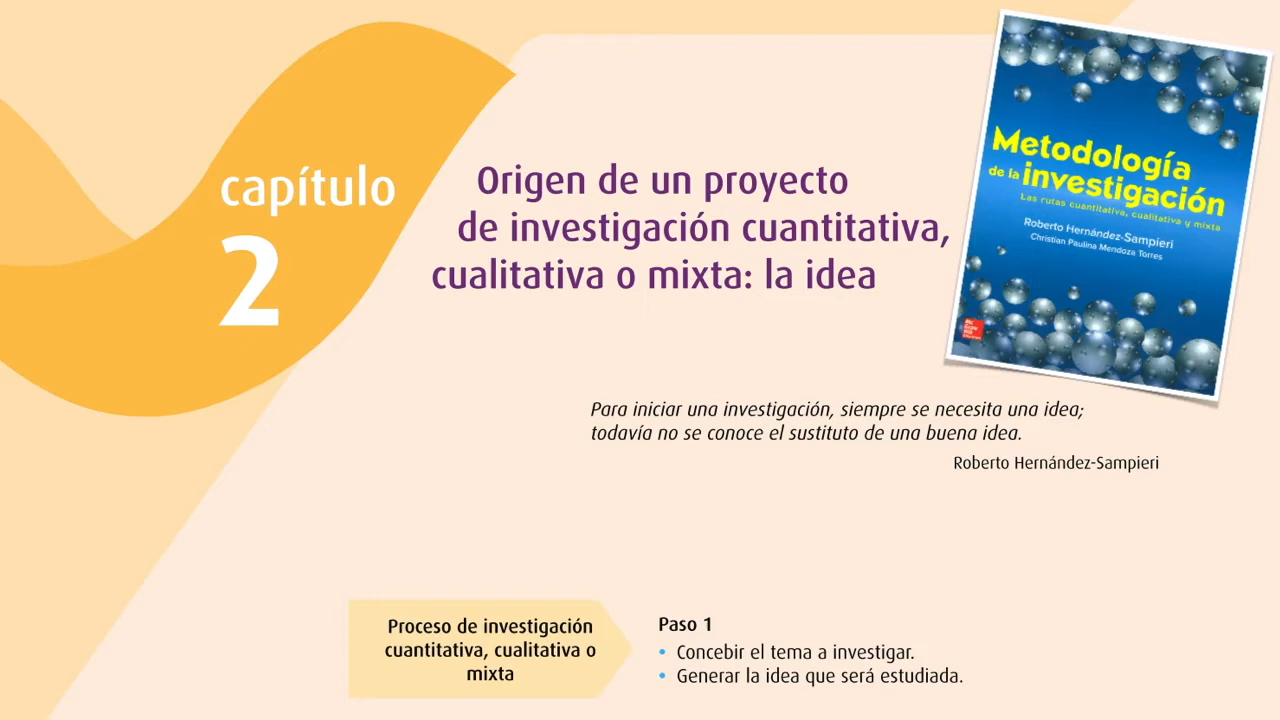 capítulo
2
Origen de un proyecto
de investigación cuantitativa,
cualitativa o mixta: la idea
Metodología
de la investigación
Las rutas cuantitativa, cualitativa y mixta
Roberto Hernández-Sampieri
Christian Paulina Mendoza Torres
Mc
Graw
Hill
Para iniciar una investigación, siempre se necesita una idea;
todavía no se conoce el sustituto de una buena idea.
Roberto Hernández-Sampieri
Proceso de investigación
cuantitativa, cualitativa o
mixta
Paso 1
• Concebir el tema a investigar.
• Generar la idea que será estudiada.